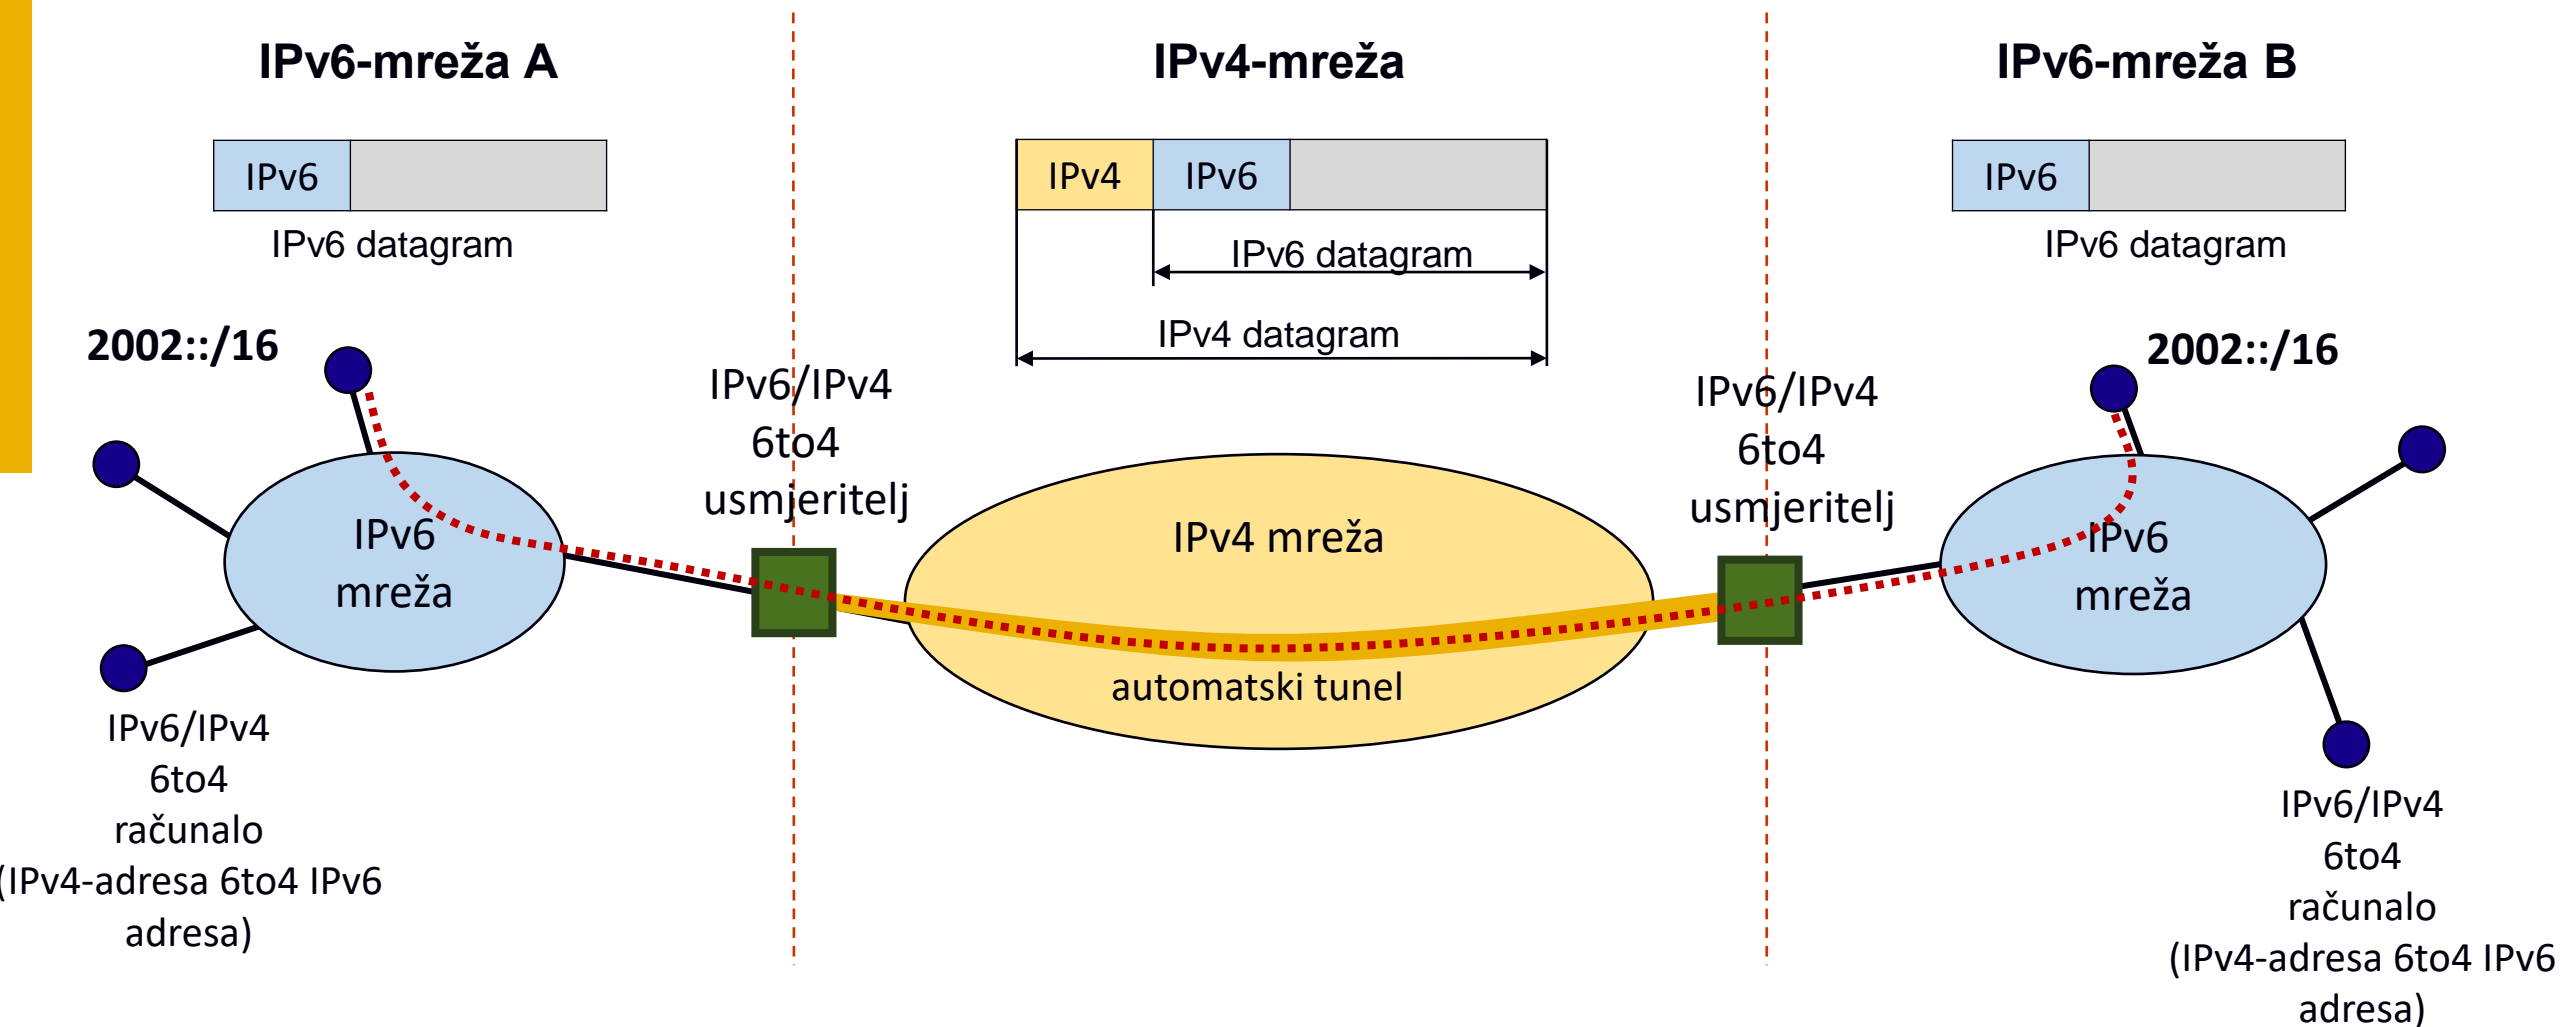 IPv6-mreža A
IPv4-mreža
IPv6-mreža B
IPv6
IPv6 datagram
IPv4
IPv6
IPv6 datagram
IPv4 datagram
IPv6
IPv6 datagram
2002::/16
IPv6/IPv4
6to4
usmjeritelj
IPv6/IPv4
6to4
usmjeritelj
2002::/16
IPv6
mreža
IPv4 mreža
automatski tunel
IPv6
mreža
IPv6/IPv4
6to4
računalo
(IPv4-adresa 6to4 IPv6
adresa)
IPv6/IPv4
6to4
računalo
(IPv4-adresa 6to4 IPv6
adresa)